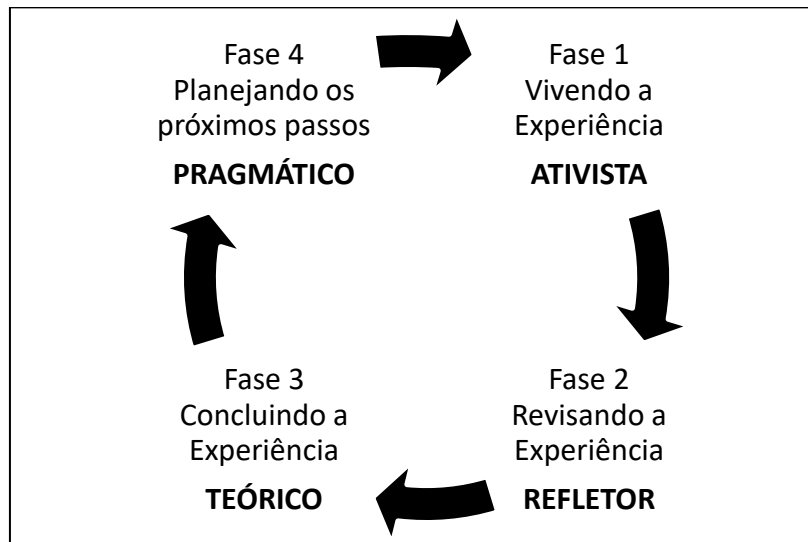 Fase 4
Planejando os
próximos passos
PRAGMÁTICO
Fase 1
Vivendo a
Experiência
ATIVISTA
Fase 3
Concluindo a
Experiência
TEÓRICO
Fase 2
Revisando a
Experiência
REFLETOR